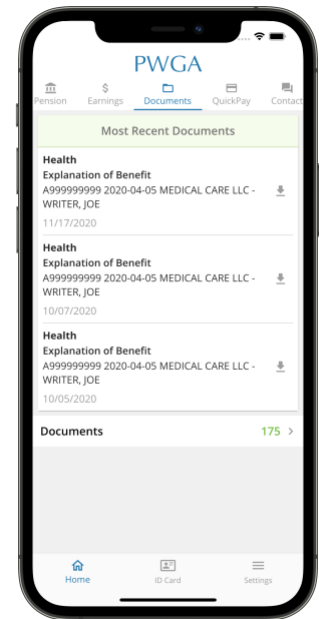 PWGA
Pension Earnings Documents QuickPay Contact
Most Recent Documents
Health
Explanation of Benefit
A999999999 2020-04-05 MEDICAL CARE LLC -
WRITER, JOE
11/17/2020
Health
Explanation of Benefit
A999999999 2020-04-05 MEDICAL CARE LLC -
WRITER, JOE
10/07/2020
Health
Explanation of Benefit
A999999999 2020-04-05 MEDICAL CARE LLC -
WRITER, JOE
10/05/2020
Documents 175
Home ID Card Settings